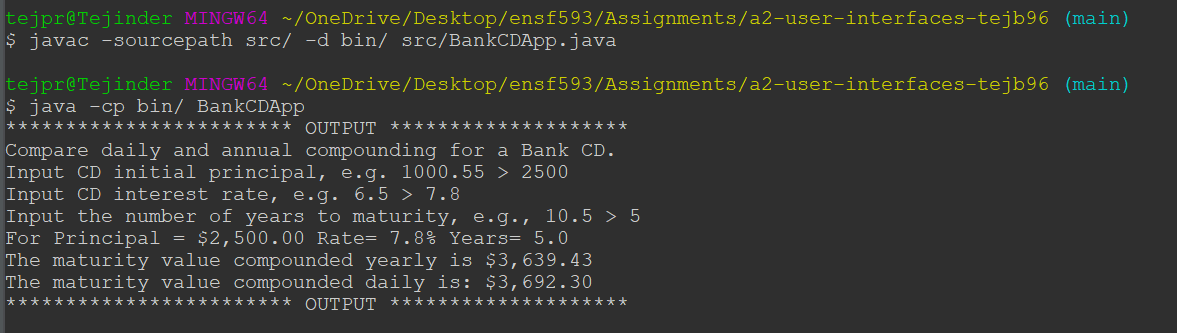 tejpr@Tejinder MINGW64 ~/OneDrive/Desktop/ensf593/Assignments/a2-user-interfaces-tejb96 (main)
$ javac -sourcepath src/ -d bin/ src/BankCDApp.java
tejpr@Tejinder MINGW64 ~/OneDrive/Desktop/ensf593/Assignments/a2-user-interfaces-tejb96 (main)
$ java -cp bin/ BankCDApp
************************ OUTPUT ********************
Compare daily and annual compounding for a Bank CD.
Input CD initial principal, e.g. 1000.55 > 2500
Input CD interest rate, e.g. 6.5 > 7.8
Input the number of years to maturity, e.g., 10.5 > 5
For Principal = $2,500.00 Rate= 7.8% Years= 5.0
The maturity value compounded yearly is $3,639.43
The maturity value compounded daily is: $3,692.30
************************ OUTPUT ********************